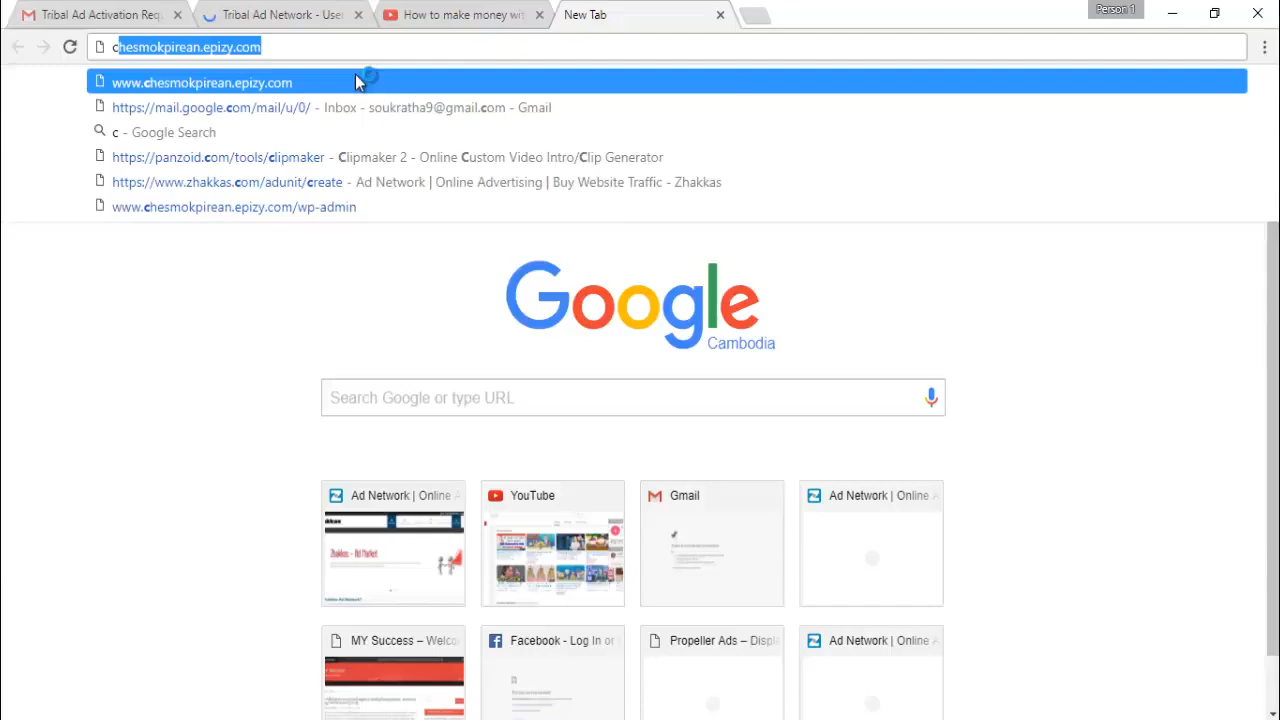 Tribal Ad Activation Req
Tribal Ad Network - Use
How to make money wi
New Tab
Person 1
chesmokpirean.epizy.com
www.chesmokpirean.epizy.com
https://mail.google.com/mail/u/0/ - Inbox - soukratha9@gmail.com - Gmail
c - Google Search
https://panzoid.com/tools/clipmaker - Clipmaker 2 - Online Custom Video Intro/Clip Generator
https://www.zhakkas.com/adunit/create - Ad Network | Online Advertising | Buy Website Traffic - Zhakkas
www.chesmokpirean.epizy.com/wp-admin
Google
Cambodia
Search Google or type URL
Ad Network | Online A
YouTube
Gmail
Ad Network | Online A
Zhakkas - Ad Market
MY Success – Welco
Facebook - Log In or
Propeller Ads – Displ
Ad Network | Online A